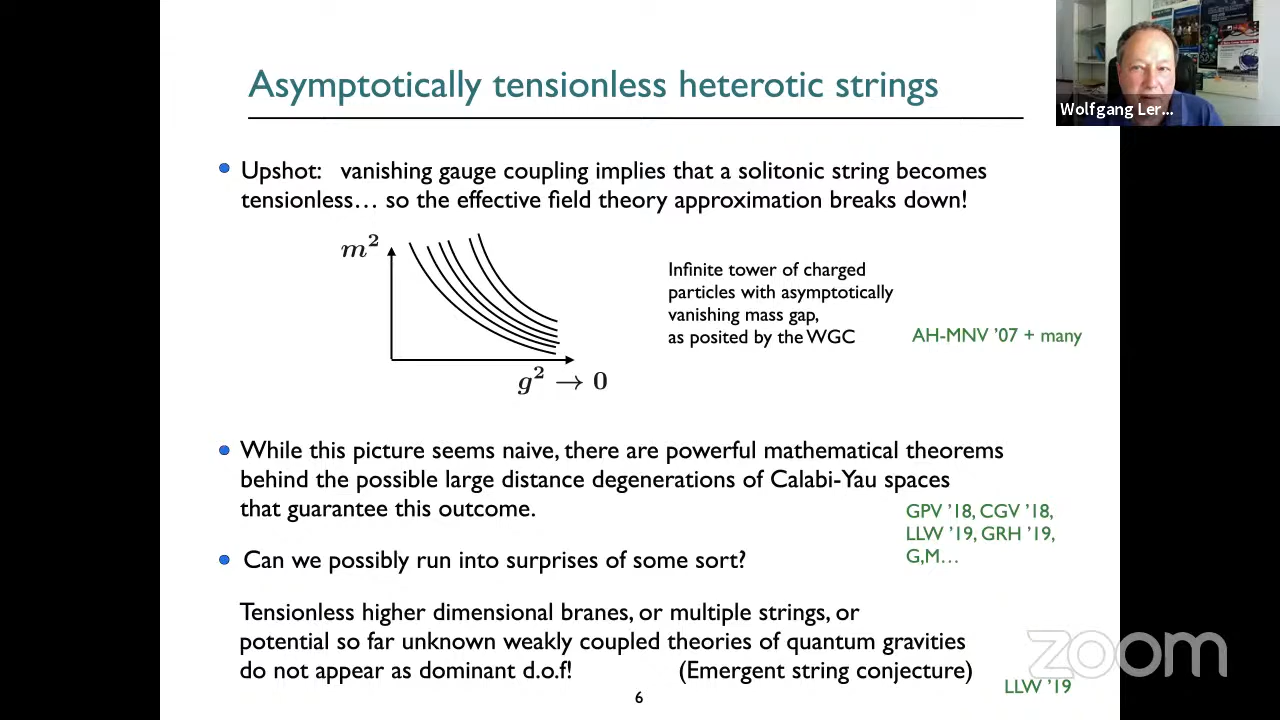 Asymptotically tensionless heterotic strings
Wolfgang Ler...
Upshot: vanishing gauge coupling implies that a solitonic string becomes
tensionless... so the effective field theory approximation breaks down!
m²
Infinite tower of charged
particles with asymptotically
vanishing mass gap,
as posited by the WGC
AH-MNV '07 + many
g² → 0
While this picture seems naive, there are powerful mathematical theorems
behind the possible large distance degenerations of Calabi-Yau spaces
that guarantee this outcome.
GPV '18, CGV '18,
LLW '19, GRH '19,
G,M...
Can we possibly run into surprises of some sort?
Tensionless higher dimensional branes, or multiple strings, or
potential so far unknown weakly coupled theories of quantum gravities
do not appear as dominant d.o.f! (Emergent string conjecture)
LLW '19
zoom
6